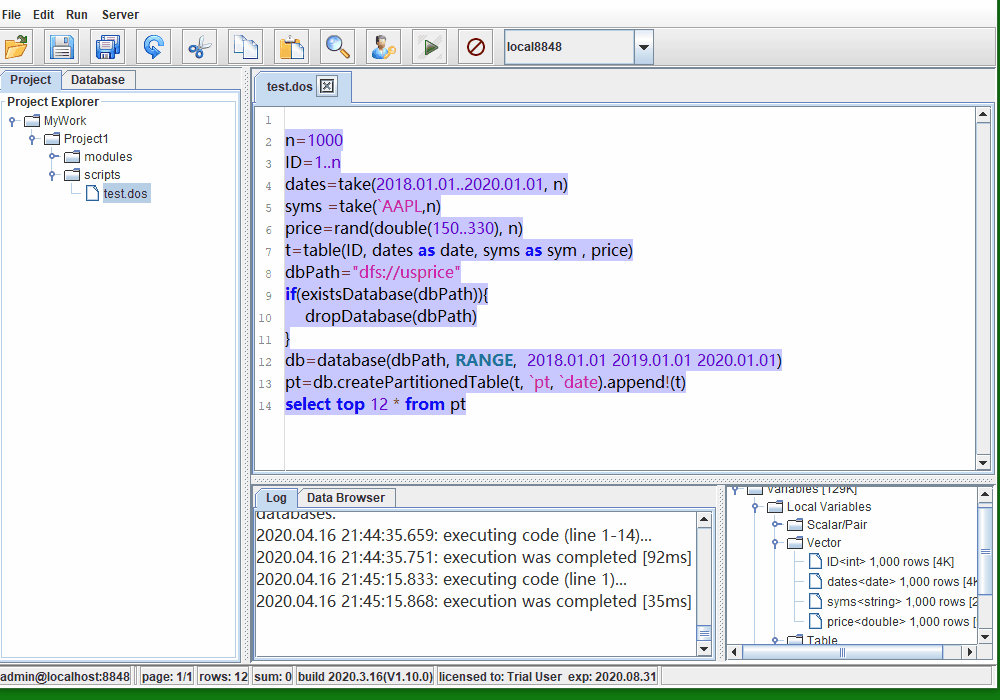 File Edit Run Server
local8848
Project Database
Project Explorer
MyWork
Project1
modules
scripts
test.dos
test.dos
1
2 n=1000
3 ID=1..n
4 dates=take(2018.01.01..2020.01.01, n)
5 syms =take(`AAPL,n)
6 price=rand(double(150..330), n)
7 t=table(ID, dates as date, syms as sym , price)
8 dbPath="dfs://usprice"
9 if(existsDatabase(dbPath)){
10 dropDatabase(dbPath)
11 }
12 db=database(dbPath, RANGE, 2018.01.01 2019.01.01 2020.01.01)
13 pt=db.createPartitionedTable(t, `pt, `date).append!(t)
14 select top 12 * from pt
Log Data Browser
databases.
2020.04.16 21:44:35.659: executing code (line 1-14)...
2020.04.16 21:44:35.751: execution was completed [92ms]
2020.04.16 21:45:15.833: executing code (line 1)...
2020.04.16 21:45:15.868: execution was completed [35ms]
Variables [129K]
Local Variables
Scalar/Pair
Vector
ID<int> 1,000 rows [4K]
dates<date> 1,000 rows [4K
syms<string> 1,000 rows [2
price<double> 1,000 rows [
Table
admin@localhost:8848 page: 1/1 rows: 12 sum: 0 build 2020.3.16(V1.10.0) licensed to: Trial User exp: 2020.08.31